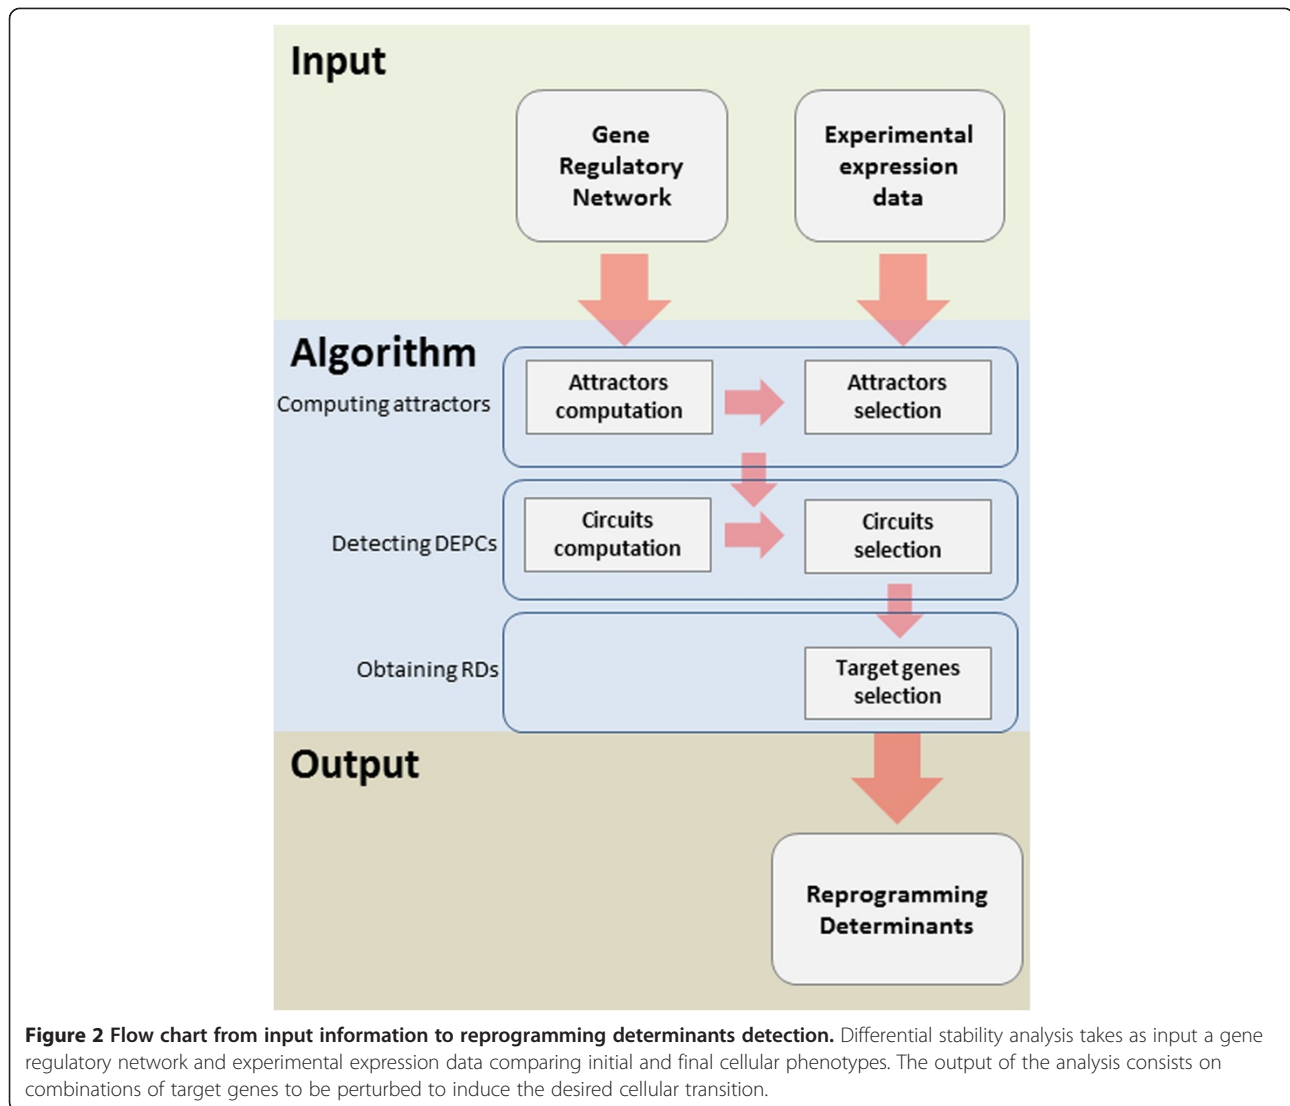 Input
Gene
Regulatory
Network
Experimental
expression
data
Algorithm
Computing attractors
Attractors
computation
Attractors
selection
Detecting DEPCs
Circuits
computation
Circuits
selection
Obtaining RDs
Target genes
selection
Output
Reprogramming
Determinants
Figure 2 Flow chart from input information to reprogramming determinants detection. Differential stability analysis takes as input a gene
regulatory network and experimental expression data comparing initial and final cellular phenotypes. The output of the analysis consists on
combinations of target genes to be perturbed to induce the desired cellular transition.